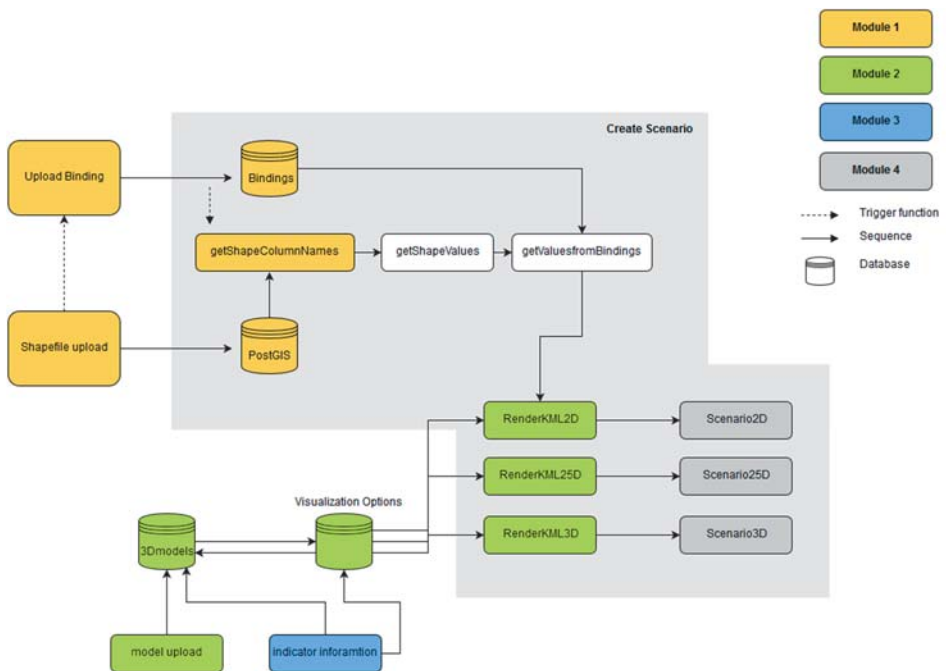 Module 1
Module 2
Module 3
Module 4
Trigger function
Sequence
Database
Create Scenario
Upload Binding
Bindings
getShapeColumnNames
getShapeValues
getValuesfromBindings
Shapefile upload
PostGIS
RenderKML2D
Scenario2D
RenderKML25D
Scenario25D
Visualization Options
RenderKML3D
Scenario3D
3Dmodels
model upload
indicator inforamtion